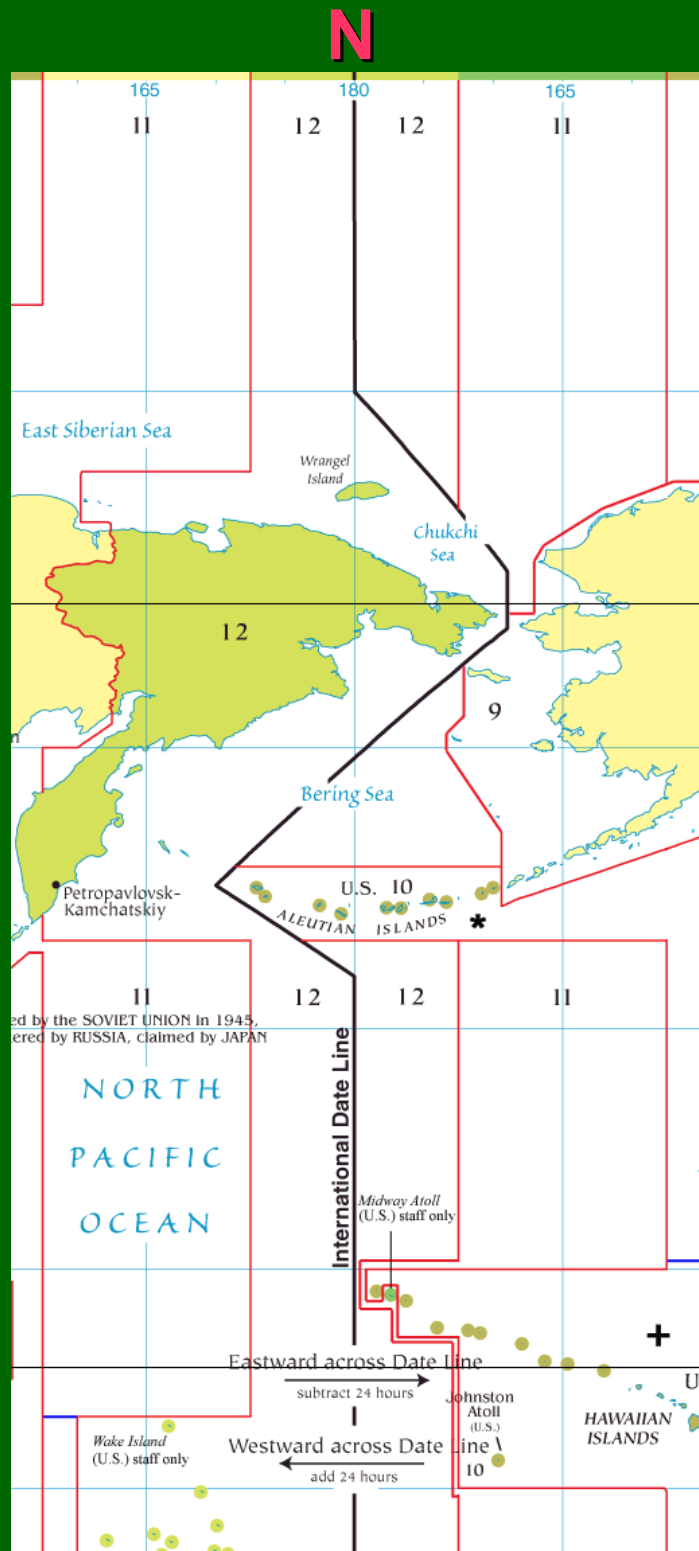 N
165
180
165
11
12
12
11
East Siberian Sea
Wrangel
Island
Chukchi
Sea
12
9
Bering Sea
U.S. 10
Petropavlovsk-
Kamchatskiy
ALEUTIAN ISLANDS
*
11
12
12
11
ed by the SOVIET UNION in 1945,
ered by RUSSIA, claimed by JAPAN
NORTH
PACIFIC
OCEAN
International Date Line
Midway Atoll
(U.S.) staff only
+
Eastward across Date Line
subtract 24 hours
U
Johnston
Atoll
(U.S.)
HAWAIIAN
ISLANDS
Wake Island
(U.S.) staff only
Westward across Date Line
add 24 hours
10